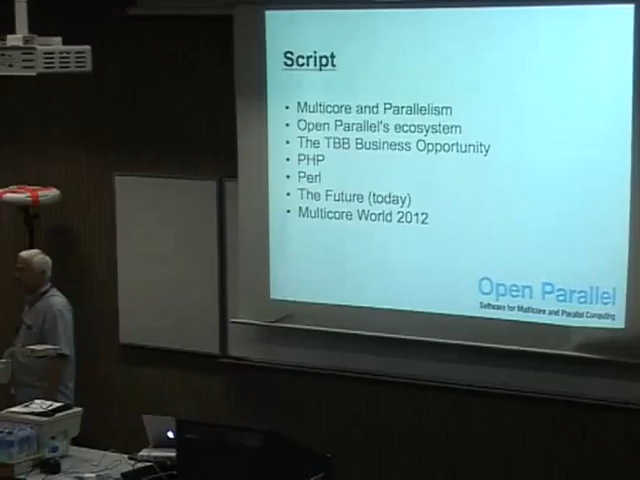 Script
• Multicore and Parallelism
• Open Parallel's ecosystem
• The TBB Business Opportunity
• PHP
• Perl
• The Future (today)
• Multicore World 2012
Open Parallel
Software for Multicore and Parallel Computing